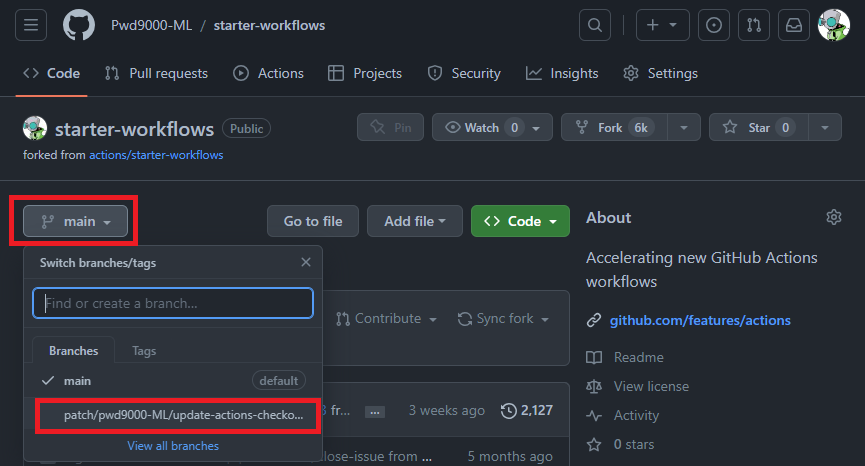 Pwd9000-ML / starter-workflows
Code Pull requests Actions Projects Security Insights Settings
starter-workflows Public
Pin Watch 0 Fork 6k Star 0
forked from actions/starter-workflows
main Go to file Add file Code
Switch branches/tags
Find or create a branch...
Branches Tags
main default
patch/pwd9000-ML/update-actions-checko...
View all branches
Contribute Sync fork
fr... ... 3 weeks ago 2,127
lose-issue from ... 5 months ago
About
Accelerating new GitHub Actions
workflows
github.com/features/actions
Readme
View license
Activity
0 stars